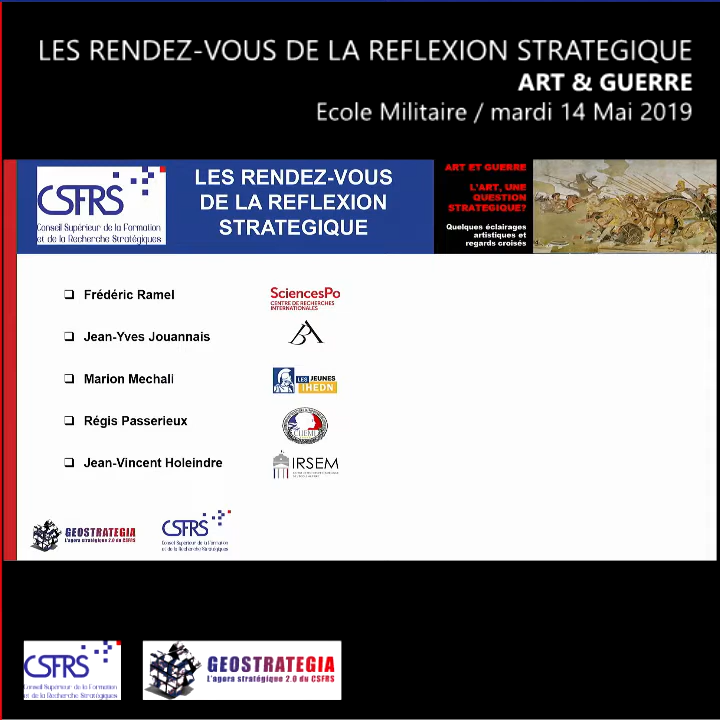 LES RENDEZ-VOUS DE LA REFLEXION STRATEGIQUE
ART & GUERRE
Ecole Militaire / mardi 14 Mai 2019
CSFRS
Conseil Supérieur de la Formation
et de la Recherche Stratégiques
LES RENDEZ-VOUS
DE LA REFLEXION
STRATEGIQUE
ART ET GUERRE
L'ART, UNE
QUESTION
STRATEGIQUE?
Quelques éclairages
artistiques et
regards croisés
Frédéric Ramel
SciencesPo
CENTRE DE RECHERCHES
INTERNATIONALES
Jean-Yves Jouannais
Marion Mechali
LES JEUNES
IHEDN
Régis Passerieux
Jean-Vincent Holeindre
IRSEM
GEOSTRATEGIA
L'agora stratégique 2.0 du CSFRS
CSFRS
Conseil Supérieur de la Formation
et de la Recherche Stratégiques
CSFRS
Conseil Supérieur de la Formation
et de la Recherche Stratégiques
GEOSTRATEGIA
L'agora stratégique 2.0 du CSFRS